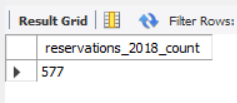 Result Grid Filter Rows:
reservations_2018_count
577